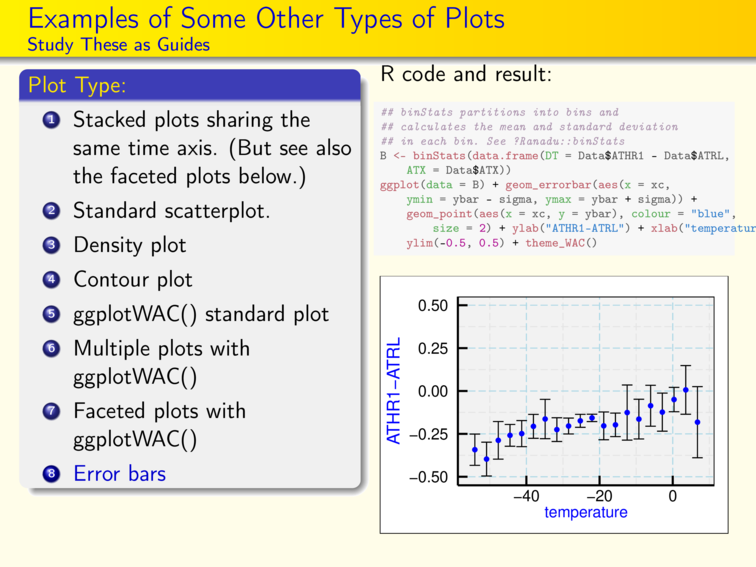 Examples of Some Other Types of Plots
Study These as Guides
Plot Type:
1 Stacked plots sharing the
same time axis. (But see also
the faceted plots below.)
2 Standard scatterplot.
3 Density plot
4 Contour plot
5 ggplotWAC() standard plot
6 Multiple plots with
ggplotWAC()
7 Faceted plots with
ggplotWAC()
8 Error bars
R code and result:
## binStats partitions into bins and
## calculates the mean and standard deviation
## in each bin. See ?Ranadu::binStats
B <- binStats(data.frame(DT = Data$ATHR1 - Data$ATRL,
ATX = Data$ATX))
ggplot(data = B) + geom_errorbar(aes(x = xc,
ymin = ybar - sigma, ymax = ybar + sigma)) +
geom_point(aes(x = xc, y = ybar), colour = "blue",
size = 2) + ylab("ATHR1-ATRL") + xlab("temperatur
ylim(-0.5, 0.5) + theme_WAC()
0.50
0.25
0.00
−0.25
−0.50
ATHR1−ATRL
−40 −20 0
temperature